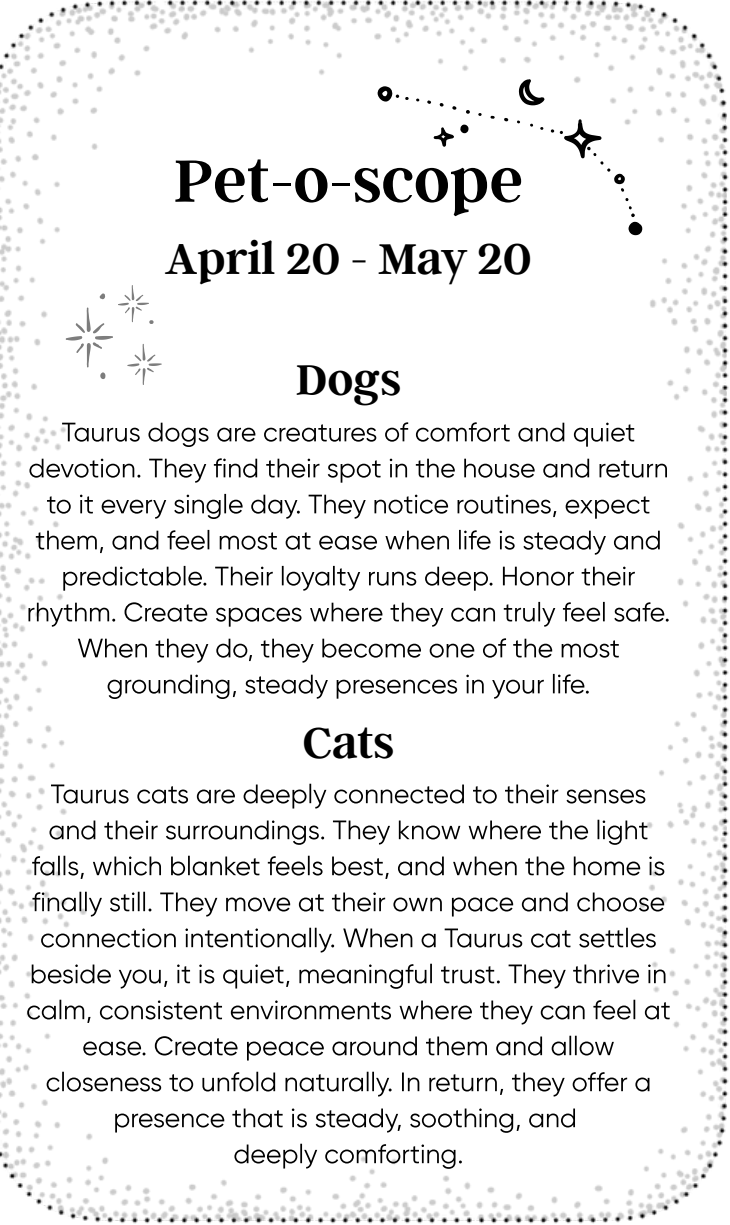 Pet-o-scope
April 20 - May 20
Dogs
Taurus dogs are creatures of comfort and quiet
devotion. They find their spot in the house and return
to it every single day. They notice routines, expect
them, and feel most at ease when life is steady and
predictable. Their loyalty runs deep. Honor their
rhythm. Create spaces where they can truly feel safe.
When they do, they become one of the most
grounding, steady presences in your life.
Cats
Taurus cats are deeply connected to their senses
and their surroundings. They know where the light
falls, which blanket feels best, and when the home is
finally still. They move at their own pace and choose
connection intentionally. When a Taurus cat settles
beside you, it is quiet, meaningful trust. They thrive in
calm, consistent environments where they can feel at
ease. Create peace around them and allow
closeness to unfold naturally. In return, they offer a
presence that is steady, soothing, and
deeply comforting.